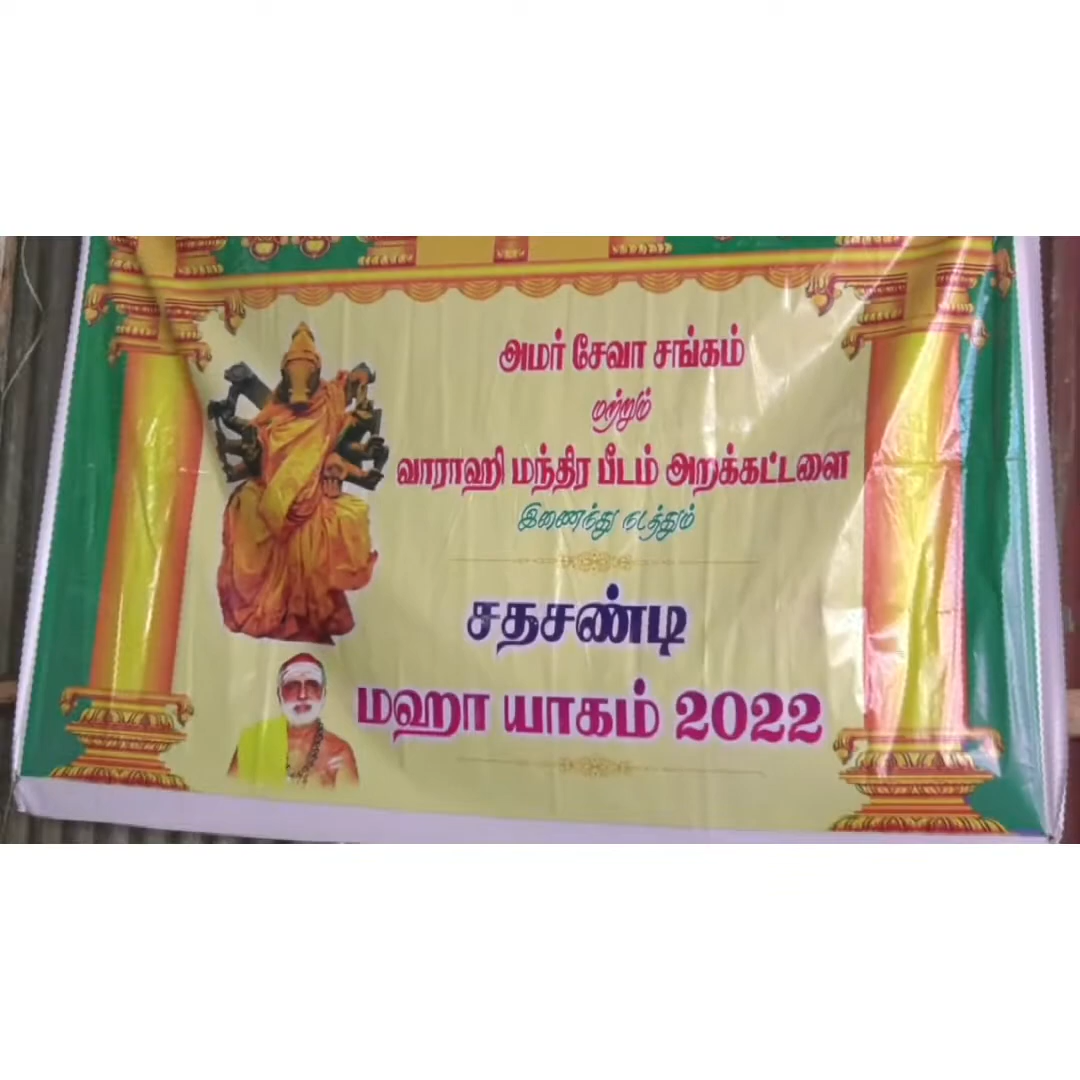 அமர் சேவா சங்கம்
மற்றும்
வாராஹி மந்திர பீடம் அறக்கட்டளை
இணைந்து நடத்தும்
சதசண்டி
மஹா யாகம் 2022